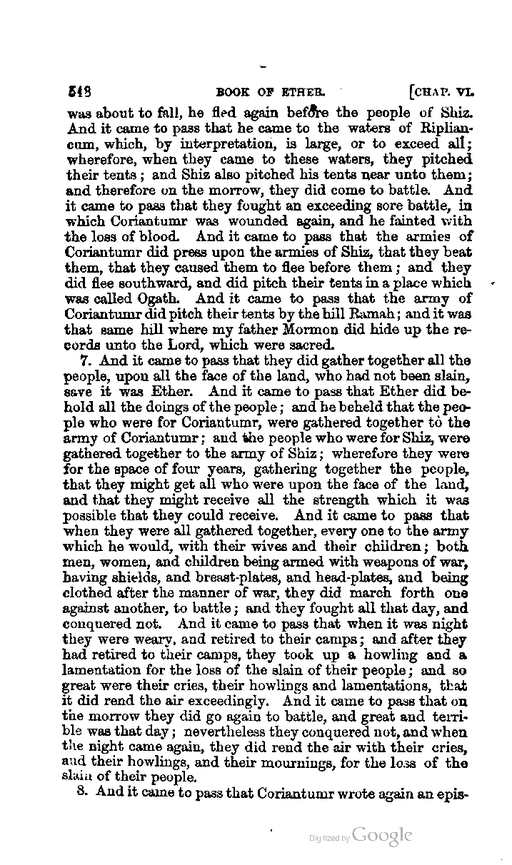 548 BOOK OF ETHER. [CHAP. VI.
was about to fall, he fled again before the people of Shiz.
And it came to pass that he came to the waters of Riplian-
cum, which, by interpretation, is large, or to exceed all;
wherefore, when they came to these waters, they pitched
their tents; and Shiz also pitched his tents near unto them;
and therefore on the morrow, they did come to battle. And
it came to pass that they fought an exceeding sore battle, in
which Coriantumr was wounded again, and he fainted with
the loss of blood. And it came to pass that the armies of
Coriantumr did press upon the armies of Shiz, that they beat
them, that they caused them to flee before them; and they
did flee southward, and did pitch their tents in a place which
was called Ogath. And it came to pass that the army of
Coriantumr did pitch their tents by the hill Ramah; and it was
that same hill where my father Mormon did hide up the re-
cords unto the Lord, which were sacred.
7. And it came to pass that they did gather together all the
people, upon all the face of the land, who had not been slain,
save it was Ether. And it came to pass that Ether did be-
hold all the doings of the people; and he beheld that the peo-
ple who were for Coriantumr, were gathered together to the
army of Coriantumr; and the people who were for Shiz, were
gathered together to the army of Shiz; wherefore they were
for the space of four years, gathering together the people,
that they might get all who were upon the face of the land,
and that they might receive all the strength which it was
possible that they could receive. And it came to pass that
when they were all gathered together, every one to the army
which he would, with their wives and their children; both
men, women, and children being armed with weapons of war,
having shields, and breast-plates, and head-plates, and being
clothed after the manner of war, they did march forth one
against another, to battle; and they fought all that day, and
conquered not. And it came to pass that when it was night
they were weary, and retired to their camps; and after they
had retired to their camps, they took up a howling and a
lamentation for the loss of the slain of their people; and so
great were their cries, their howlings and lamentations, that
it did rend the air exceedingly. And it came to pass that on
the morrow they did go again to battle, and great and terri-
ble was that day; nevertheless they conquered not, and when
the night came again, they did rend the air with their cries,
and their howlings, and their mournings, for the loss of the
slain of their people.
8. And it came to pass that Coriantumr wrote again an epis-
Digitized by Google